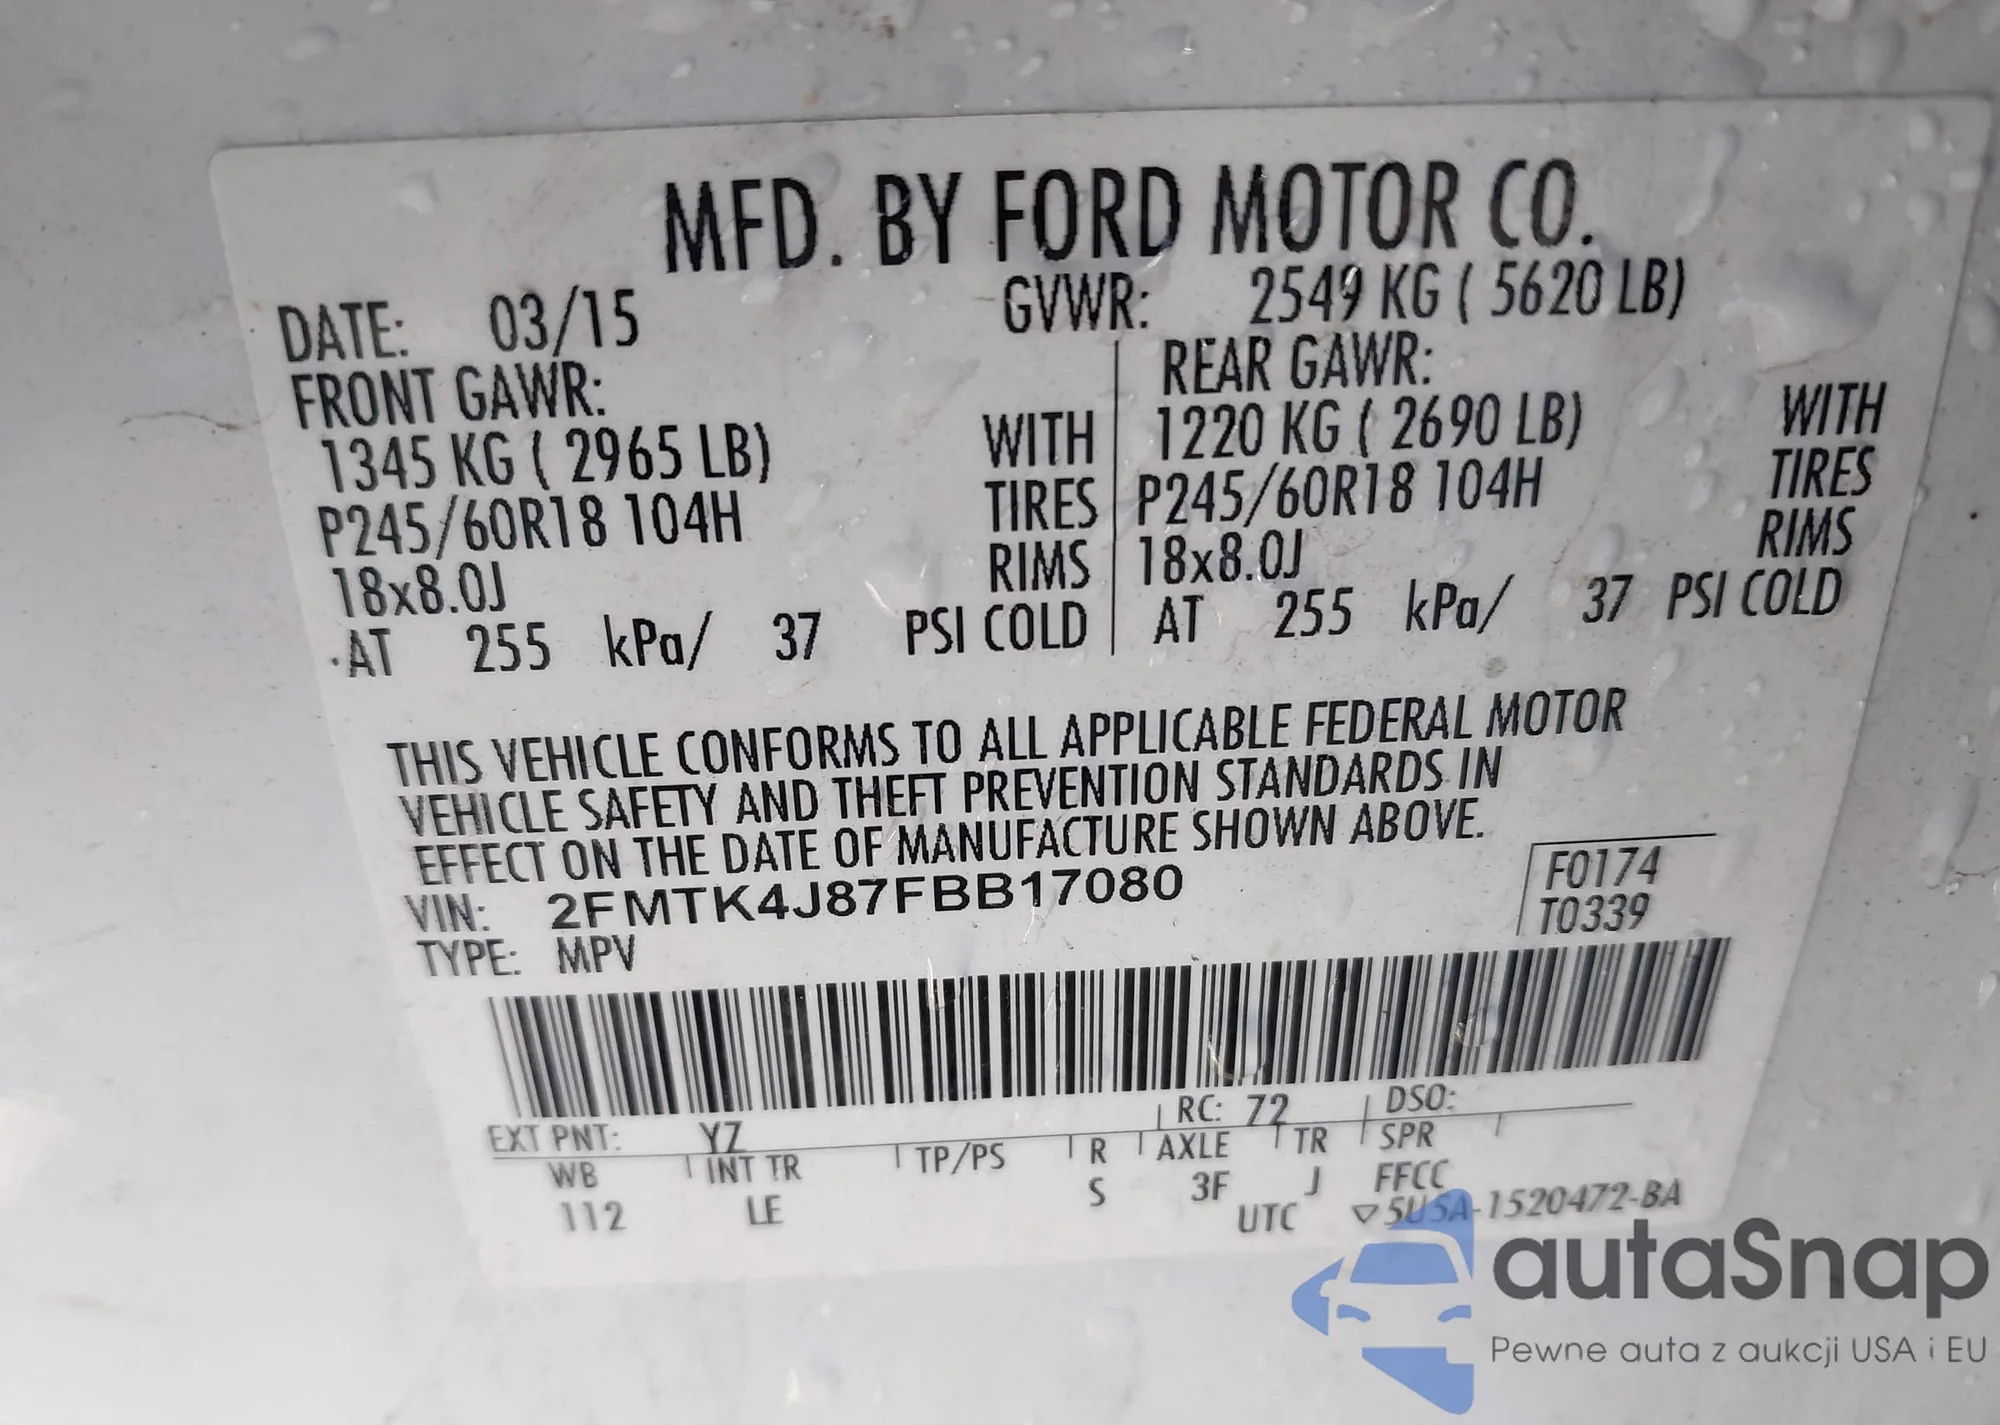 MFD. BY FORD MOTOR CO.
DATE: 03/15 GVWR: 2549 KG ( 5620 LB)
FRONT GAWR: REAR GAWR:
1345 KG ( 2965 LB) WITH 1220 KG ( 2690 LB) WITH
P245/60R18 104H TIRES P245/60R18 104H TIRES
18x8.0J RIMS 18x8.0J RIMS
AT 255 kPa/ 37 PSI COLD AT 255 kPa/ 37 PSI COLD
THIS VEHICLE CONFORMS TO ALL APPLICABLE FEDERAL MOTOR
VEHICLE SAFETY AND THEFT PREVENTION STANDARDS IN
EFFECT ON THE DATE OF MANUFACTURE SHOWN ABOVE.
VIN: 2FMTK4J87FBB17080 F0174
TYPE: MPV T0339
EXT PNT: YZ RC: 72 DSO:
WB INT TR TP/PS R AXLE TR SPR
112 LE S 3F J FFCC
UTC ▽5U5A-1520472-BA
autaSnap
Pewne auta z aukcji USA i EU